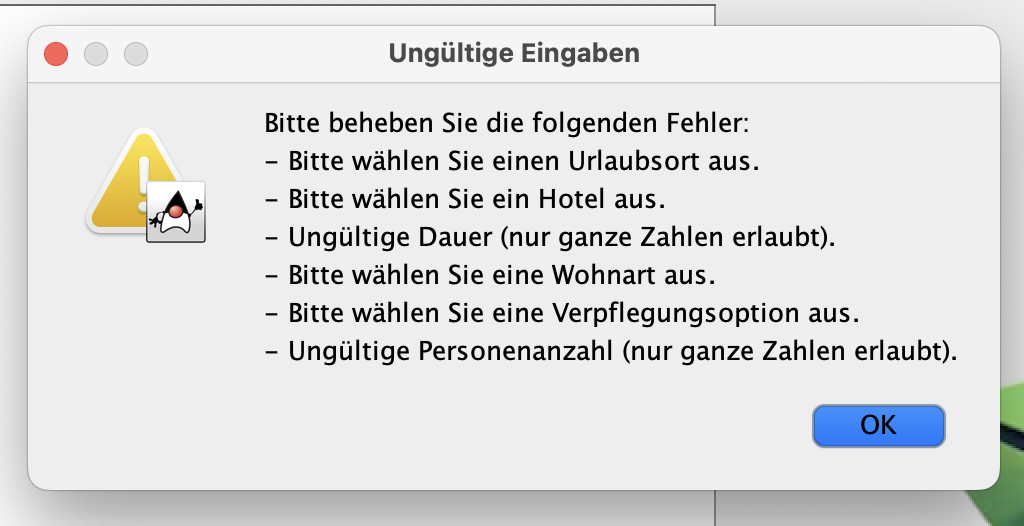 Ungültige Eingaben
Bitte beheben Sie die folgenden Fehler:
– Bitte wählen Sie einen Urlaubsort aus.
– Bitte wählen Sie ein Hotel aus.
– Ungültige Dauer (nur ganze Zahlen erlaubt).
– Bitte wählen Sie eine Wohnart aus.
– Bitte wählen Sie eine Verpflegungsoption aus.
– Ungültige Personenanzahl (nur ganze Zahlen erlaubt).
OK